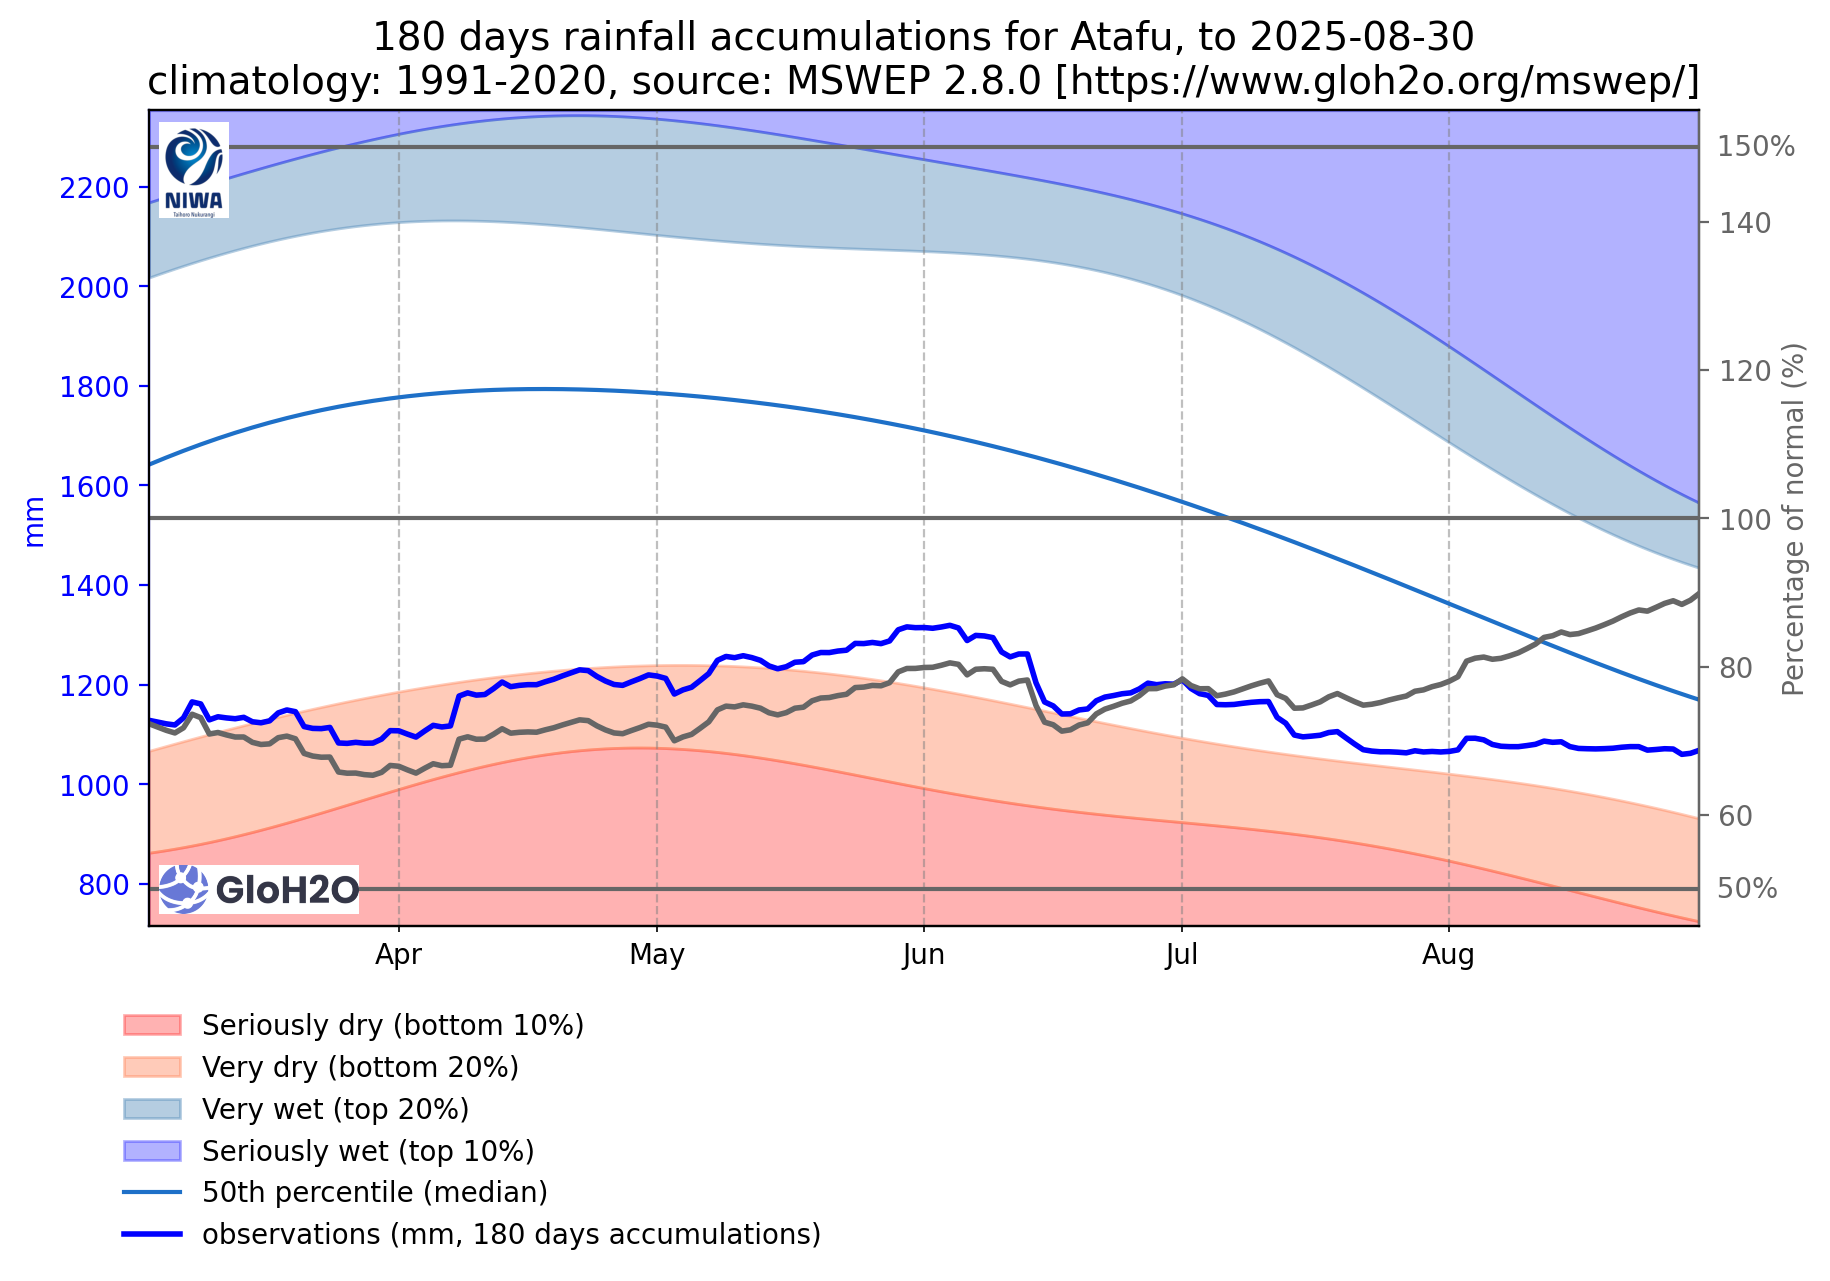 180 days rainfall accumulations for Atafu, to 2025-08-30
climatology: 1991-2020, source: MSWEP 2.8.0 [https://www.gloh2o.org/mswep/]
NIWA
Taihoro Nukurangi
2200
2000
1800
1600
1400
1200
1000
800
mm
150%
140
120
100
80
60
50%
Percentage of normal (%)
GloH2O
Apr May Jun Jul Aug
Seriously dry (bottom 10%)
Very dry (bottom 20%)
Very wet (top 20%)
Seriously wet (top 10%)
50th percentile (median)
observations (mm, 180 days accumulations)